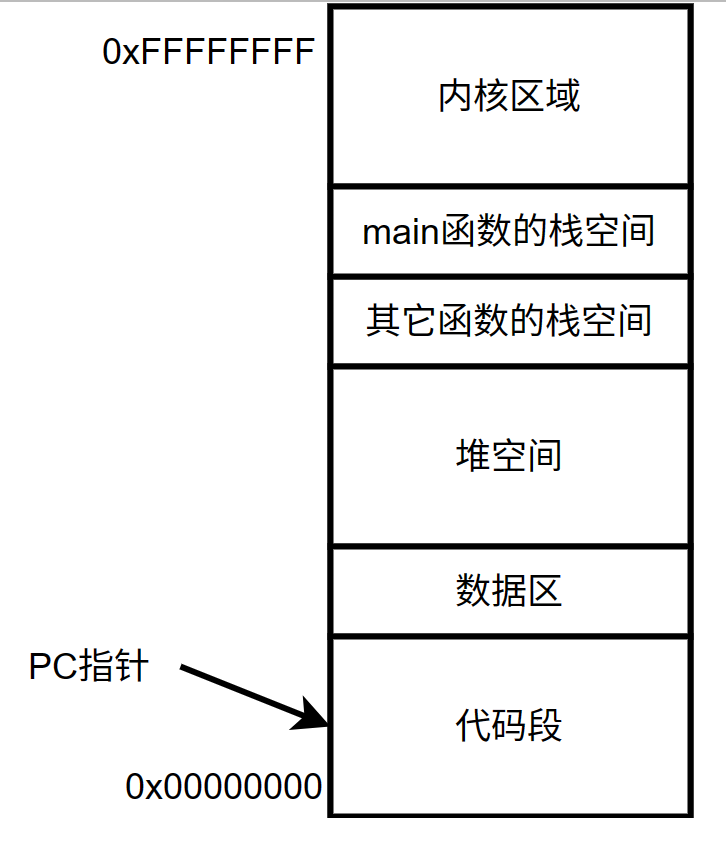 0xFFFFFFFF
内核区域
main函数的栈空间
其它函数的栈空间
堆空间
数据区
PC指针
代码段
0x00000000